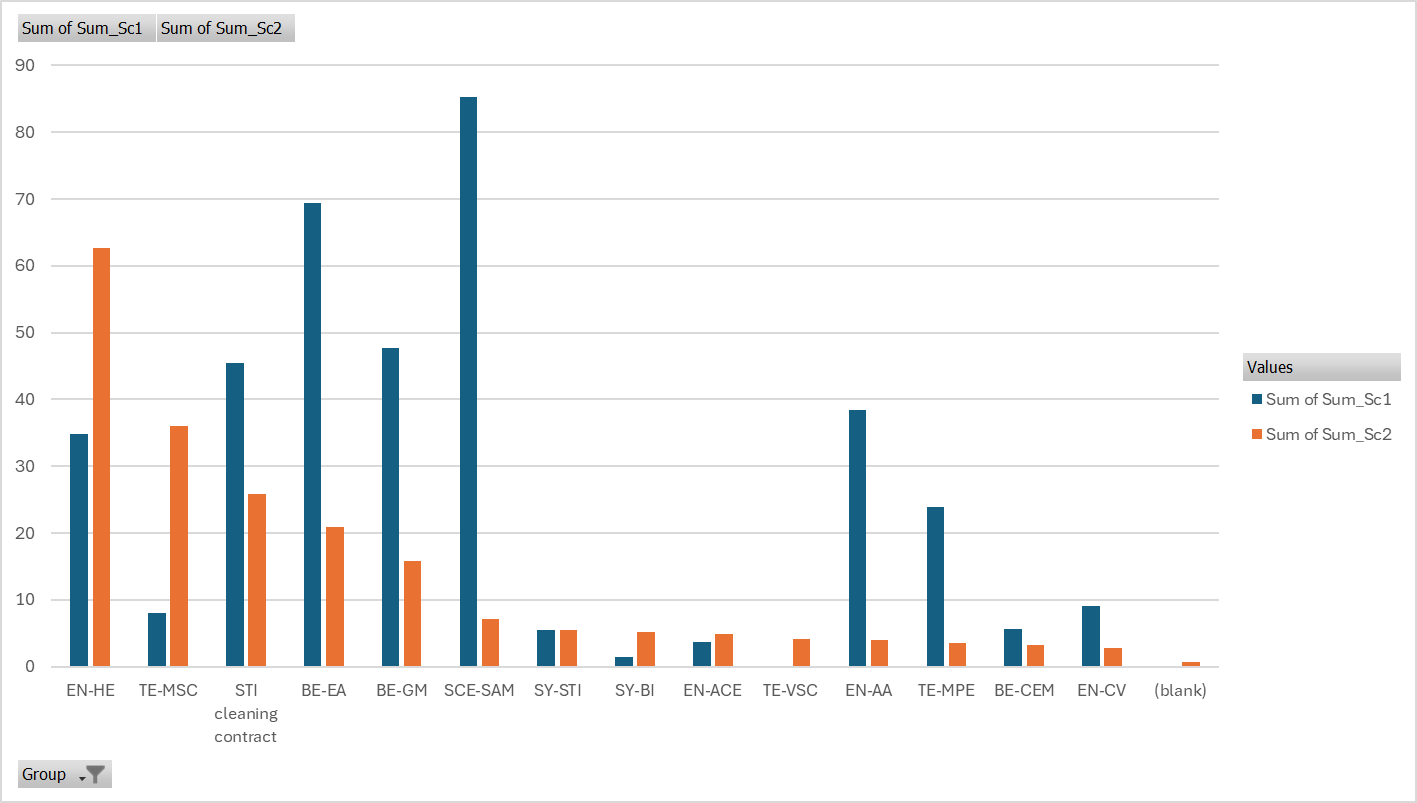 Sum of Sum_Sc1 Sum of Sum_Sc2
90
80
70
60
50
40
30
20
10
0
EN-HE TE-MSC STI cleaning contract BE-EA BE-GM SCE-SAM SY-STI SY-BI EN-ACE TE-VSC EN-AA TE-MPE BE-CEM EN-CV (blank)
Values
Sum of Sum_Sc1
Sum of Sum_Sc2
Group